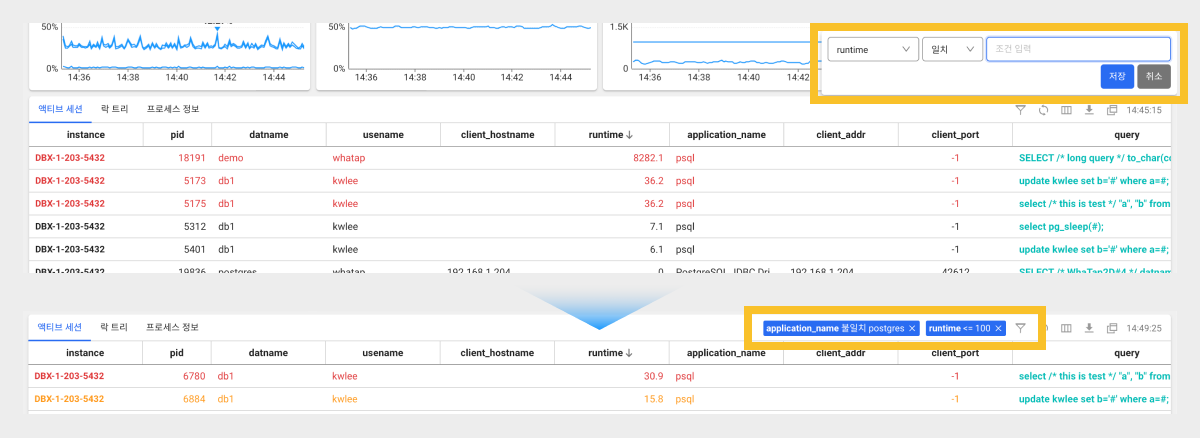 50%
0%
14:36 14:38 14:40 14:42 14:44
50%
0%
14:36 14:38 14:40 14:42 14:44
1.5K
0
14:36 14:38 14:40 14:42
runtime 일치 조건 입력
저장 취소
액티브 세션 락 트리 프로세스 정보 14:45:15
instance pid datname usename client_hostname runtime application_name client_addr client_port query
DBX-1-203-5432 18191 demo whatap 8282.1 psql -1 SELECT /* long query */ to_char(
DBX-1-203-5432 5173 db1 kwlee 36.2 psql -1 update kwlee set b='#' where a=#;
DBX-1-203-5432 5175 db1 kwlee 36.2 psql -1 select /* this is test */ "a", "b" from
DBX-1-203-5432 5312 db1 kwlee 7.1 psql -1 select pg_sleep(#);
DBX-1-203-5432 5401 db1 kwlee 6.1 psql -1 update kwlee set b='#' where a=#;
DBX-1-203-5432 19836 postgres whatap 192.168.1.204 0 PostgreSQL JDBC Dri 192.168.1.204 42612 SELECT /* WhaTap2D#4 */ datnam
액티브 세션 락 트리 프로세스 정보 application_name 불일치 postgres × runtime <= 100 × 14:49:25
instance pid datname usename client_hostname runtime application_name client_addr client_port query
DBX-1-203-5432 6780 db1 kwlee 30.9 psql -1 select /* this is test */ "a", "b" from
DBX-1-203-5432 6884 db1 kwlee 15.8 psql -1 update kwlee set b='#' where a=#;